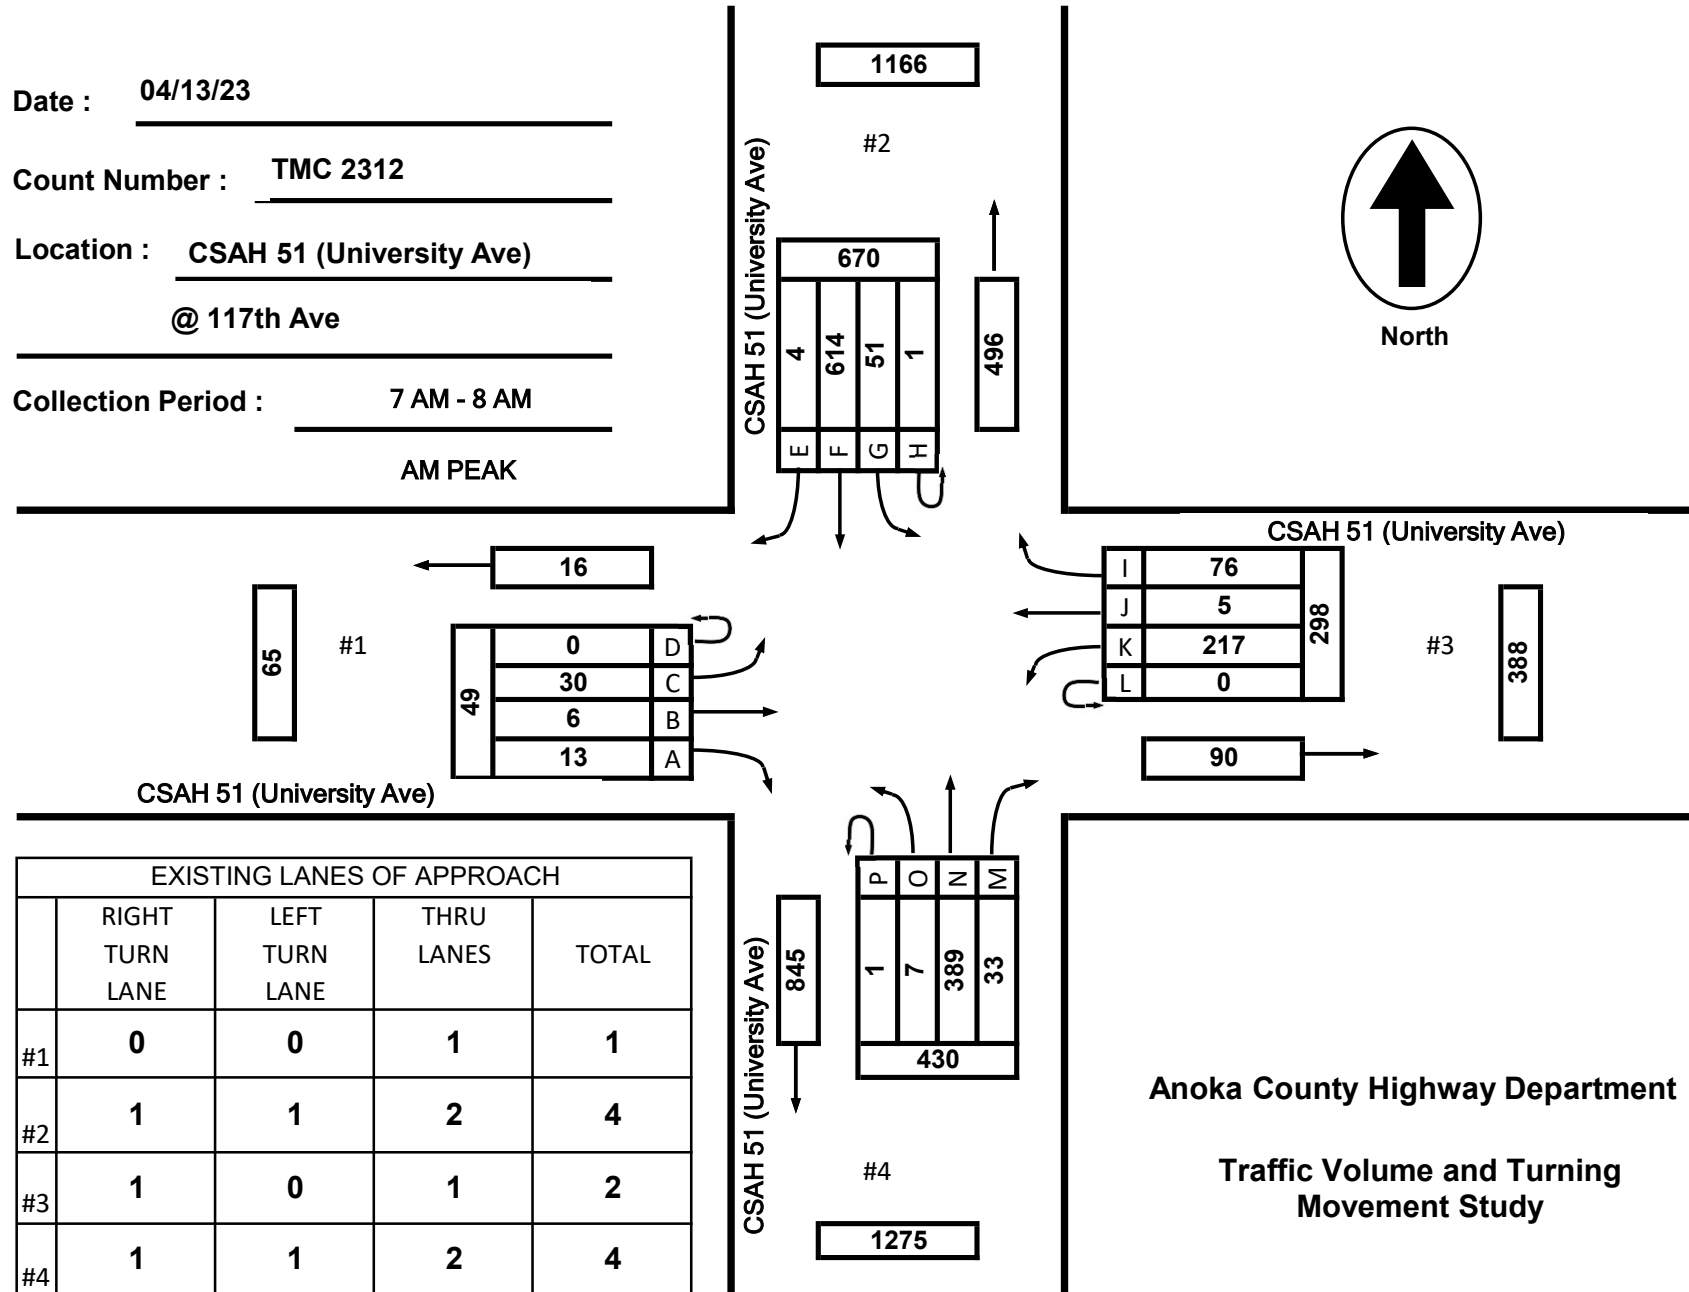 Date : 04/13/23
Count Number : TMC 2312
Location : CSAH 51 (University Ave)
@ 117th Ave
Collection Period : 7 AM - 8 AM
AM PEAK
1166
#2
CSAH 51 (University Ave)
670
4 614 51 1
E F G H
496
North
CSAH 51 (University Ave)
16
65
#1
49
0 D
30 C
6 B
13 A
CSAH 51 (University Ave)
I 76
J 5
K 217
L 0
298
#3
388
90
P O N M
1 7 389 33
430
845
CSAH 51 (University Ave)
#4
1275
EXISTING LANES OF APPROACH
RIGHT TURN LANE
LEFT TURN LANE
THRU LANES
TOTAL
#1 0 0 1 1
#2 1 1 2 4
#3 1 0 1 2
#4 1 1 2 4
Anoka County Highway Department
Traffic Volume and Turning
Movement Study